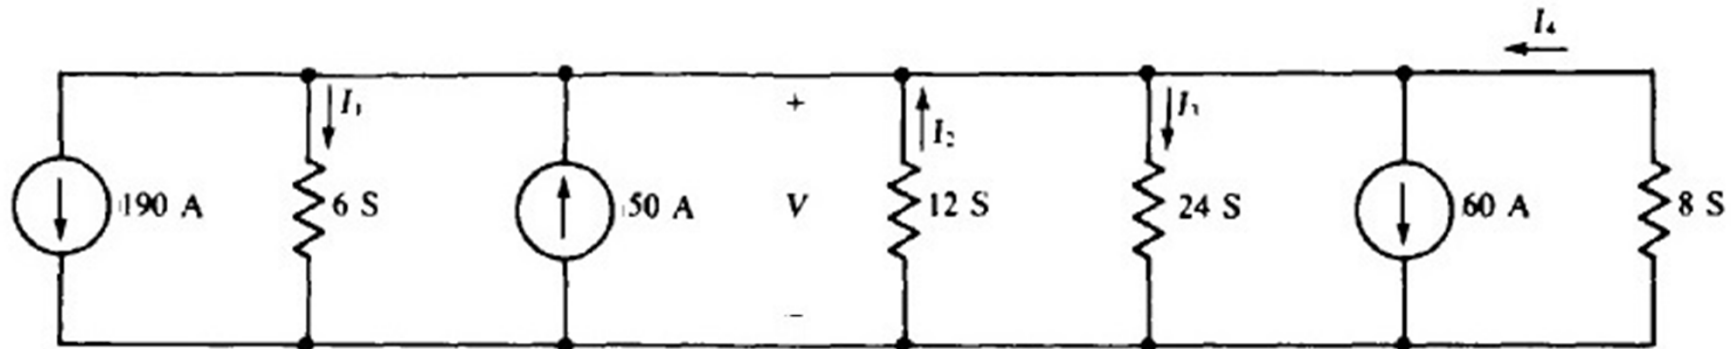 I₄
+ I₁ I₂ I₃
190 A 6 S 50 A V 12 S 24 S 60 A 8 S
−